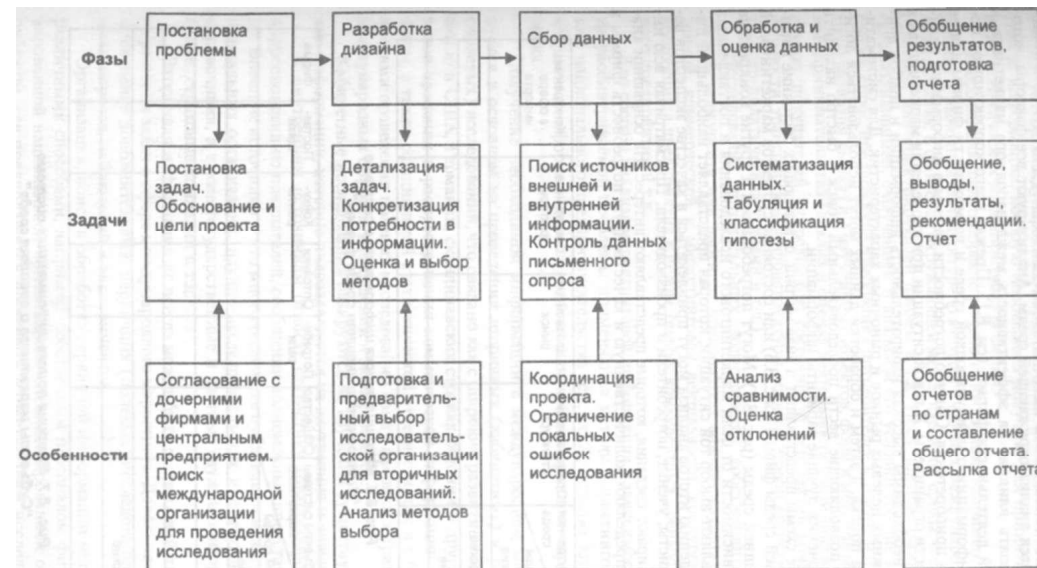 Фазы
Постановка
проблемы
Разработка
дизайна
Сбор данных
Обработка и
оценка данных
Обобщение
результатов,
подготовка
отчета
Задачи
Постановка
задач.
Обоснование и
цели проекта
Детализация
задач.
Конкретизация
потребности в
информации.
Оценка и выбор
методов
Поиск источников
внешней и
внутренней
информации.
Контроль данных
письменного
опроса
Систематизация
данных.
Табуляция и
классификация
гипотезы
Обобщение,
выводы,
результаты,
рекомендации.
Отчет
Особенности
Согласование с
дочерними
фирмами и
центральным
предприятием.
Поиск
международной
организации
для проведения
исследования
Подготовка и
предваритель-
ный выбор
исследователь-
ской организации
для вторичных
исследований.
Анализ методов
выбора
Координация
проекта.
Ограничение
локальных
ошибок
исследования
Анализ
сравнимости.
Оценка
отклонений
Обобщение
отчетов
по странам
и составление
общего отчета.
Рассылка отчета